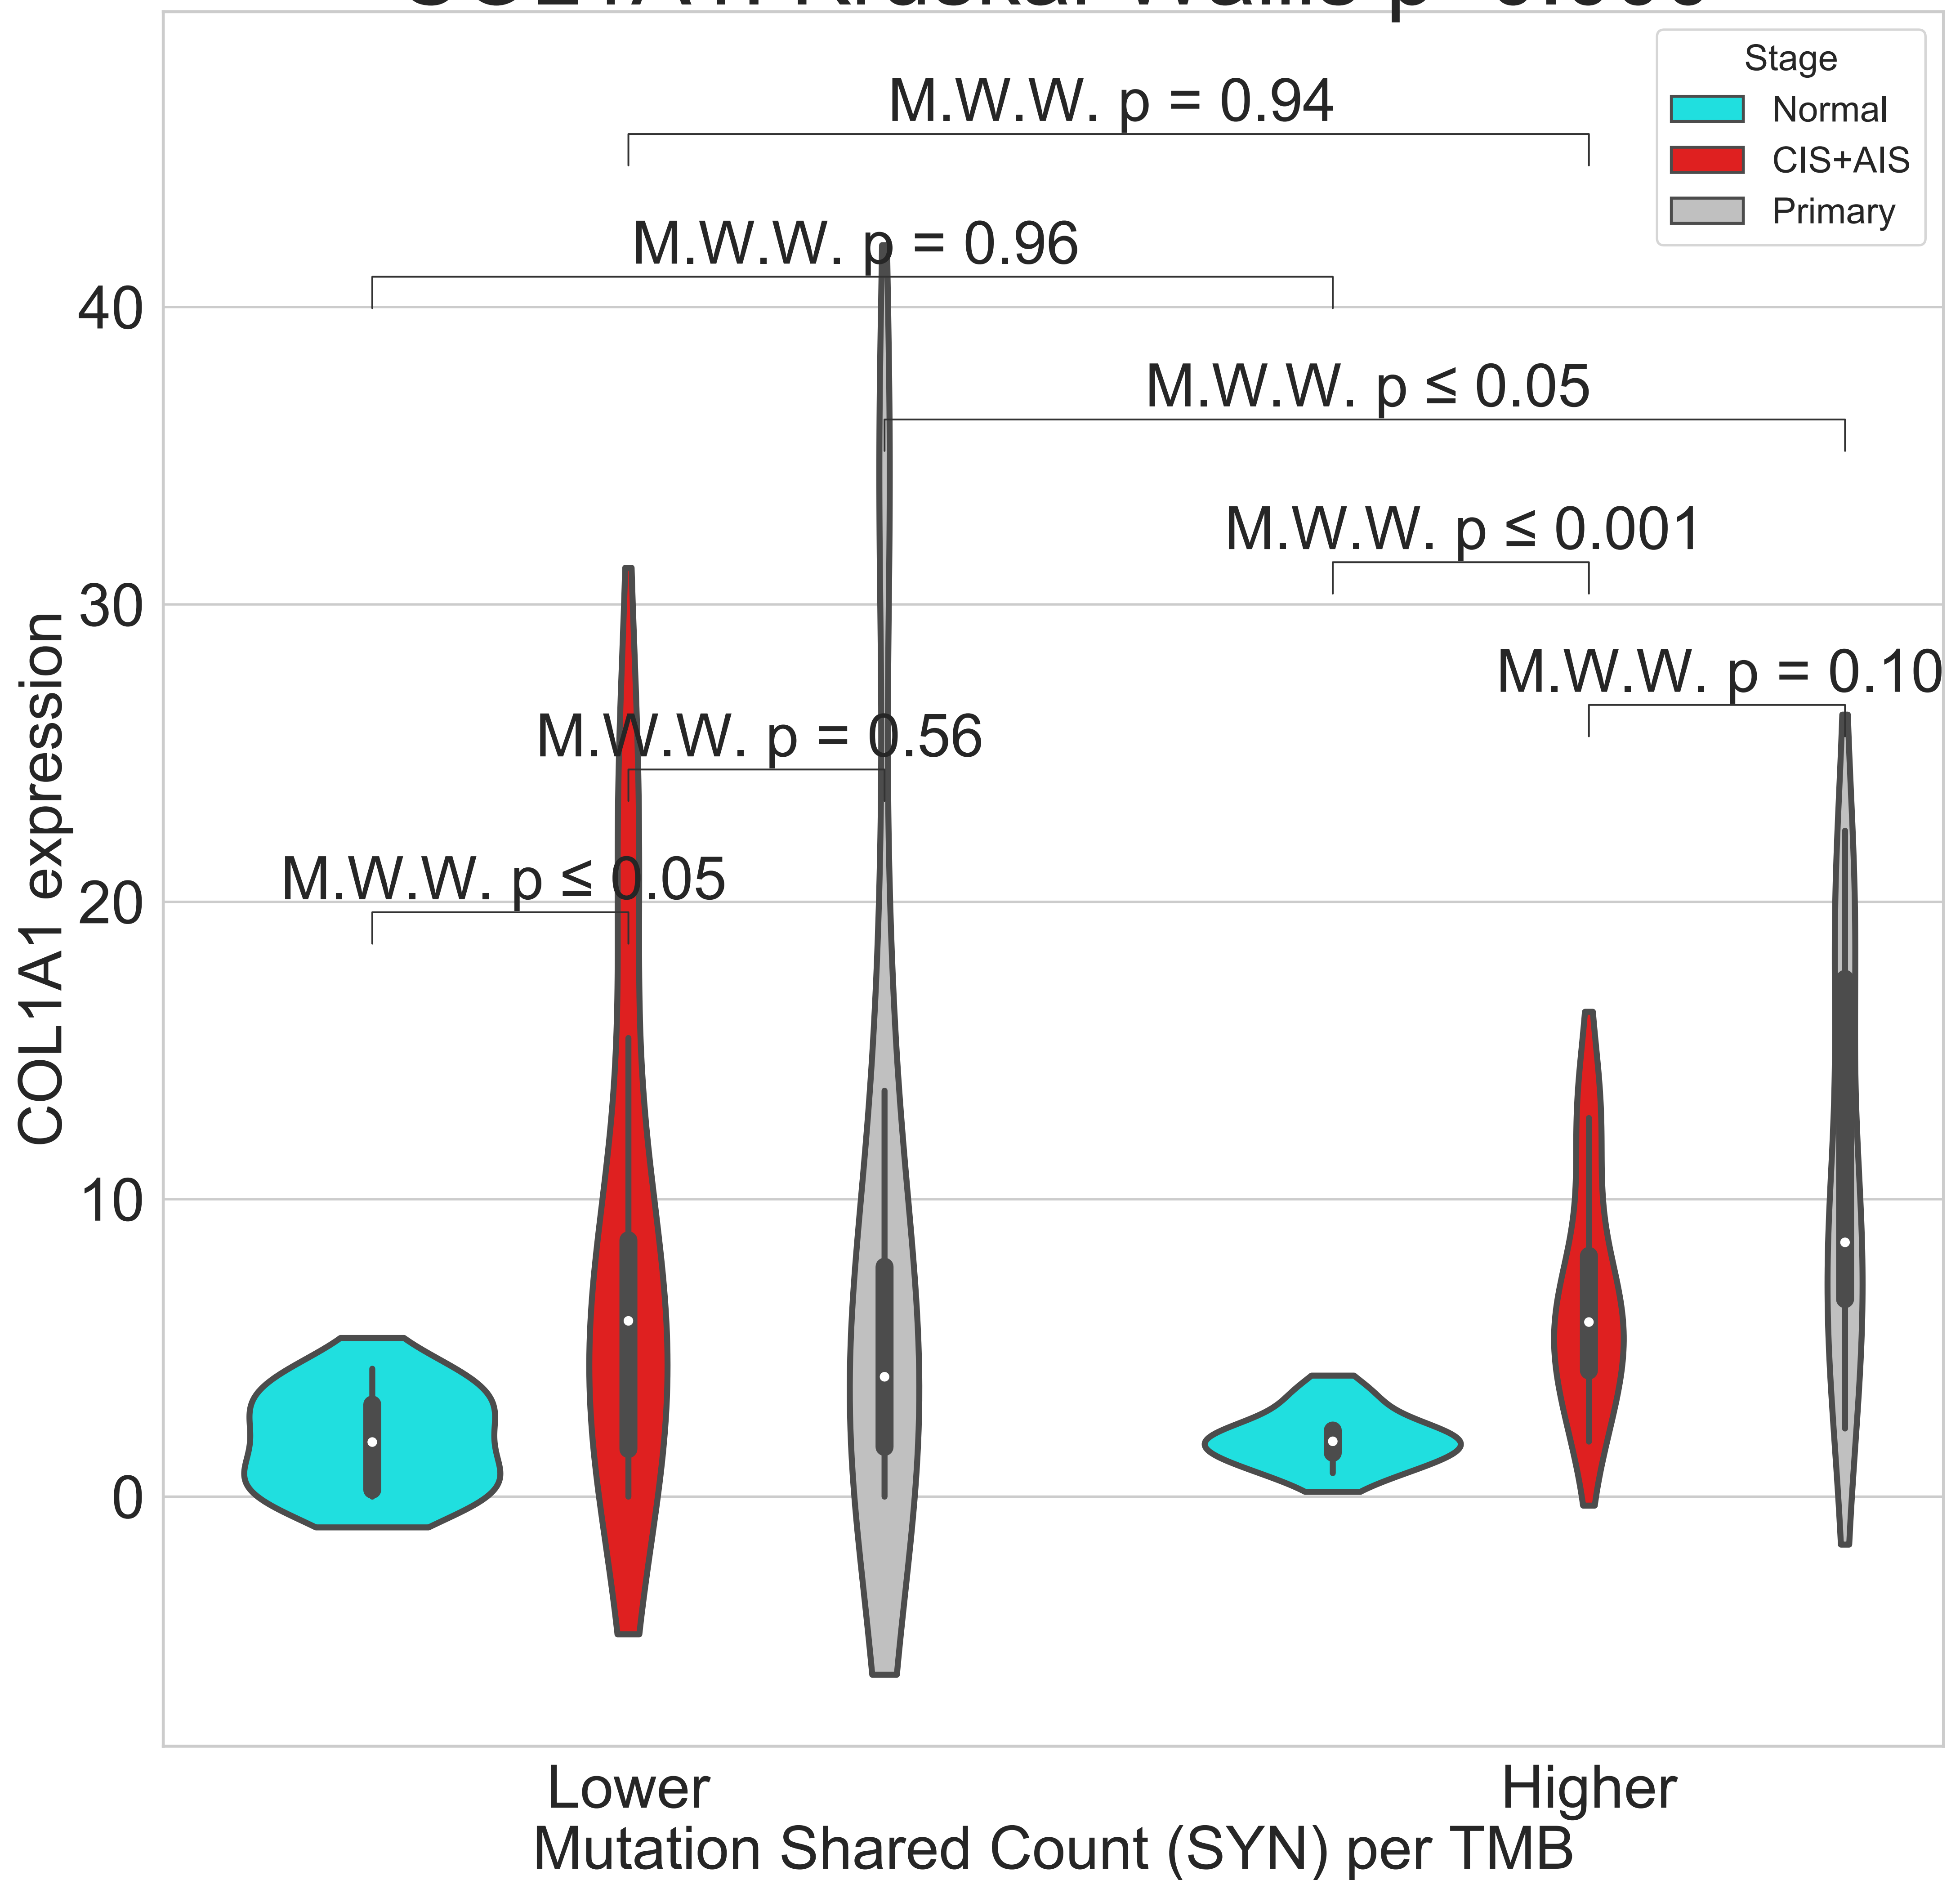 Stage
Normal
CIS+AIS
Primary
M.W.W. p = 0.94
M.W.W. p = 0.96
M.W.W. p ≤ 0.05
M.W.W. p ≤ 0.001
M.W.W. p = 0.10
M.W.W. p = 0.56
M.W.W. p ≤ 0.05
COL1A1 expression
40
30
20
10
0
Lower
Higher
Mutation Shared Count (SYN) per TMB